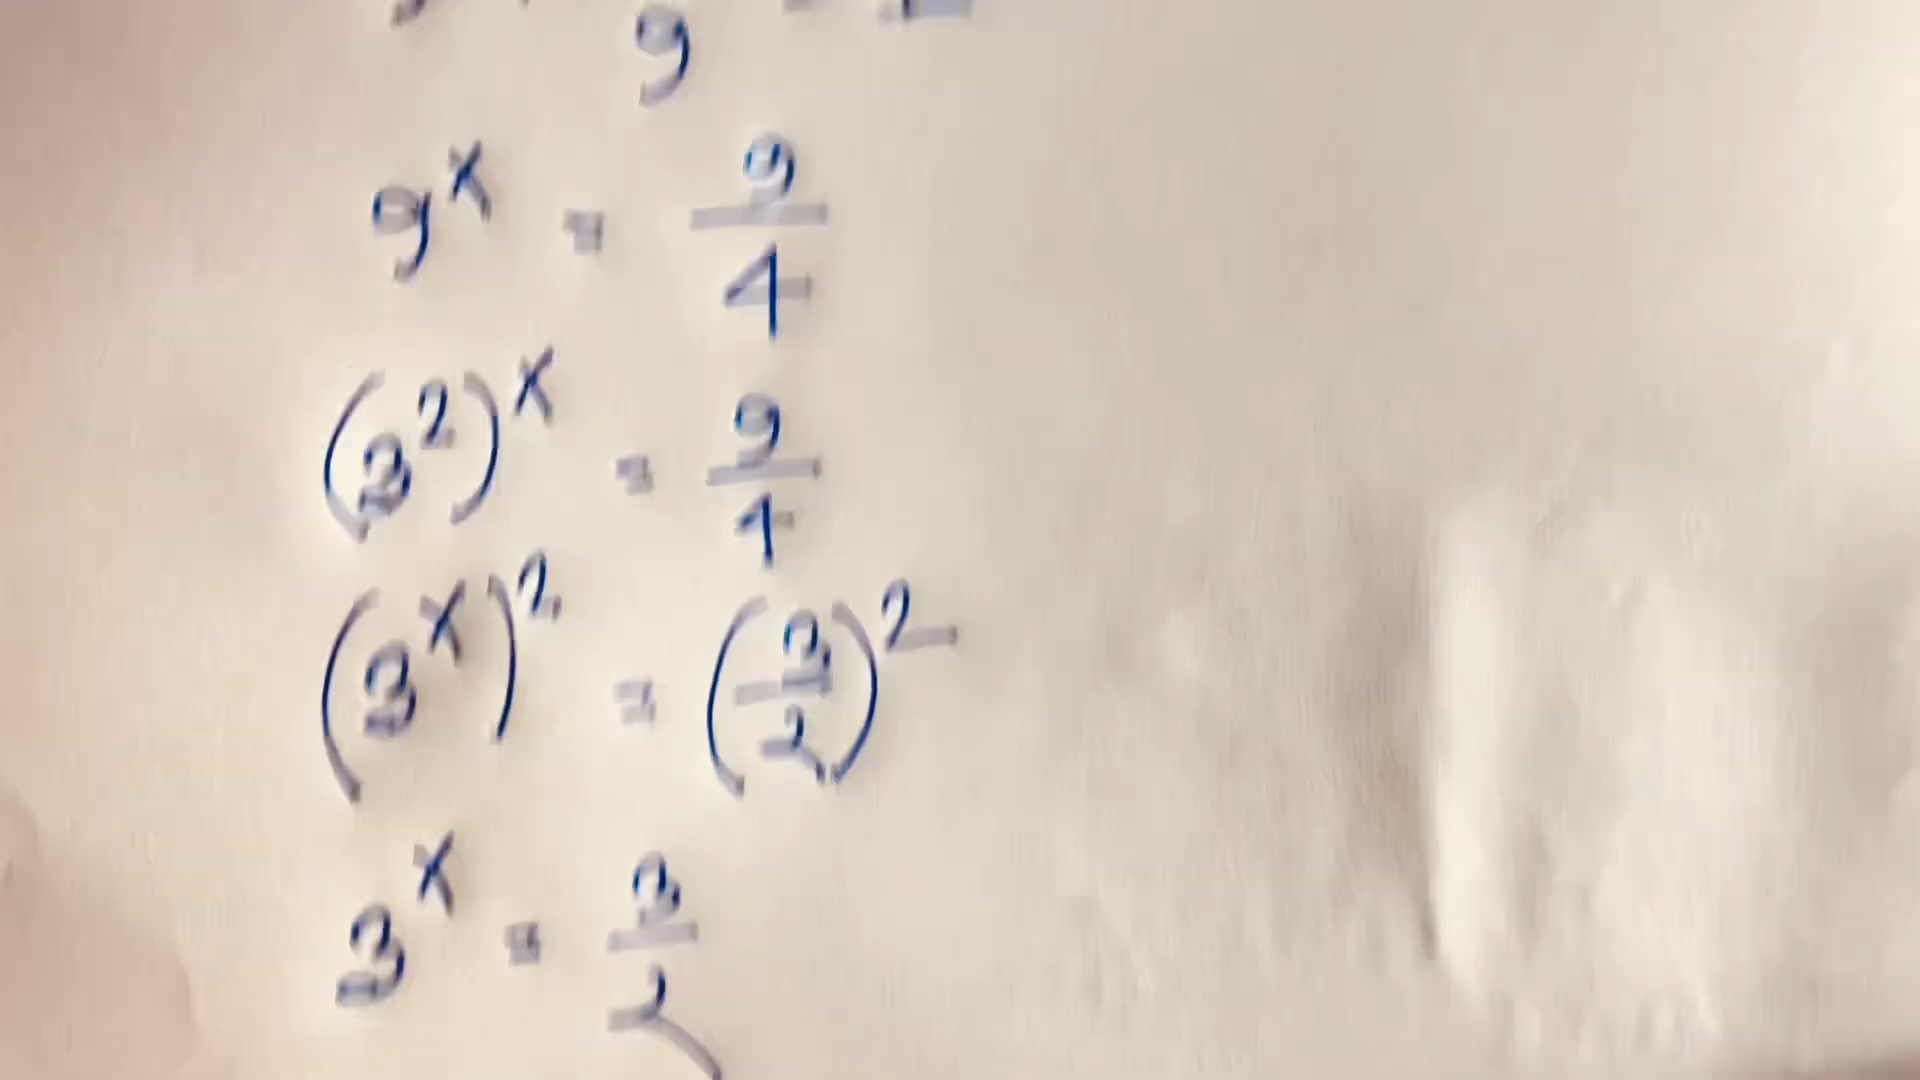 9
9^x = 9/4
(3^2)^x = 9/4
(3^x)^2 = (3/2)^2
3^x = 3/2